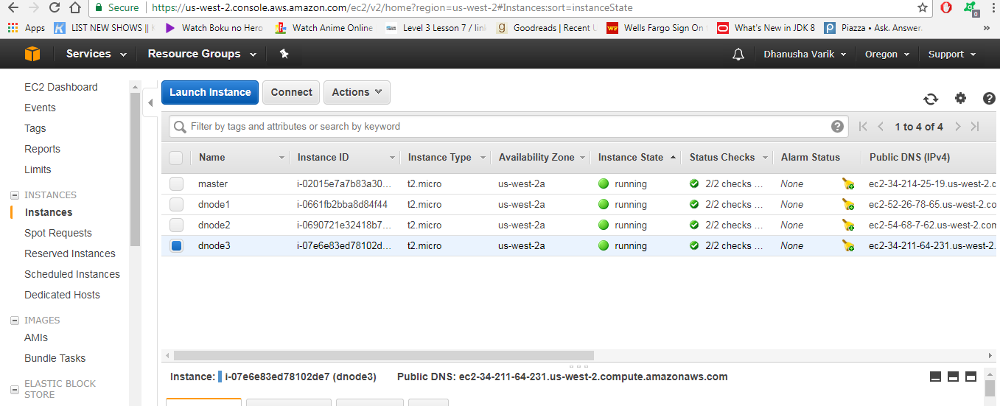 Secure https://us-west-2.console.aws.amazon.com/ec2/v2/home?region=us-west-2#Instances:sort=instanceState
Apps LIST NEW SHOWS || Watch Boku no Hero Watch Anime Online Level 3 Lesson 7 / link Goodreads | Recent Wells Fargo Sign On What's New in JDK 8 Piazza • Ask. Answer. »
Services Resource Groups Dhanusha Varik Oregon Support
EC2 Dashboard
Events
Tags
Reports
Limits
INSTANCES
Instances
Spot Requests
Reserved Instances
Scheduled Instances
Dedicated Hosts
IMAGES
AMIs
Bundle Tasks
ELASTIC BLOCK
STORE
Launch Instance Connect Actions
Filter by tags and attributes or search by keyword 1 to 4 of 4
Name Instance ID Instance Type Availability Zone Instance State Status Checks Alarm Status Public DNS (IPv4)
master i-02015e7a7b83a30... t2.micro us-west-2a running 2/2 checks ... None ec2-34-214-25-19.us-west-2.c
dnode1 i-0661fb2bba8d84f44 t2.micro us-west-2a running 2/2 checks ... None ec2-52-26-78-65.us-west-2.co
dnode2 i-0690721e32418b7... t2.micro us-west-2a running 2/2 checks ... None ec2-54-68-7-62.us-west-2.com
dnode3 i-07e6e83ed78102d... t2.micro us-west-2a running 2/2 checks ... None ec2-34-211-64-231.us-west-2.
Instance: i-07e6e83ed78102de7 (dnode3) Public DNS: ec2-34-211-64-231.us-west-2.compute.amazonaws.com